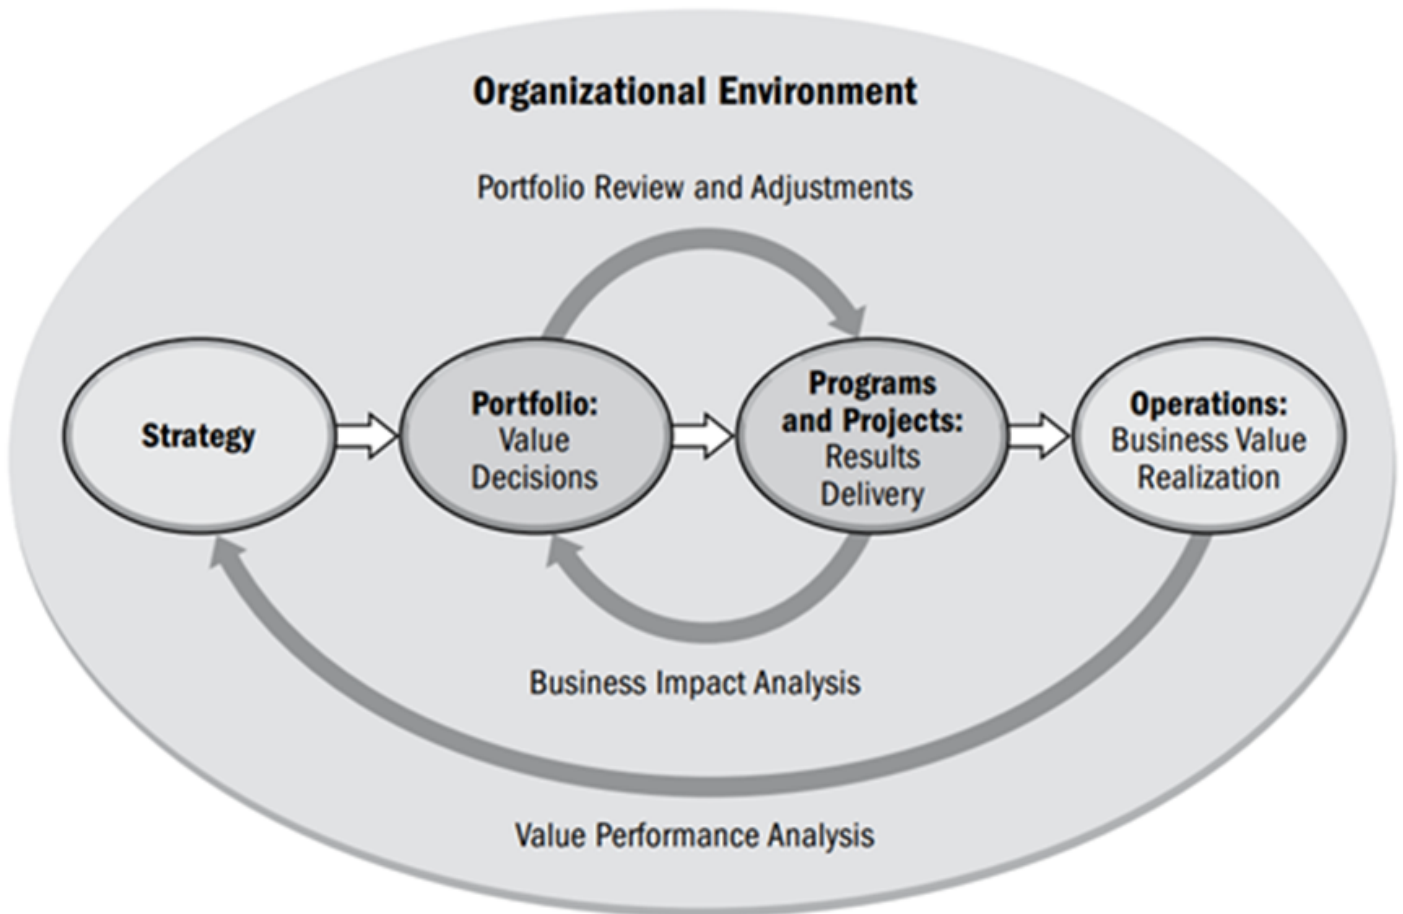 Organizational Environment
Portfolio Review and Adjustments
Strategy
Portfolio:
Value
Decisions
Programs
and Projects:
Results
Delivery
Operations:
Business Value
Realization
Business Impact Analysis
Value Performance Analysis